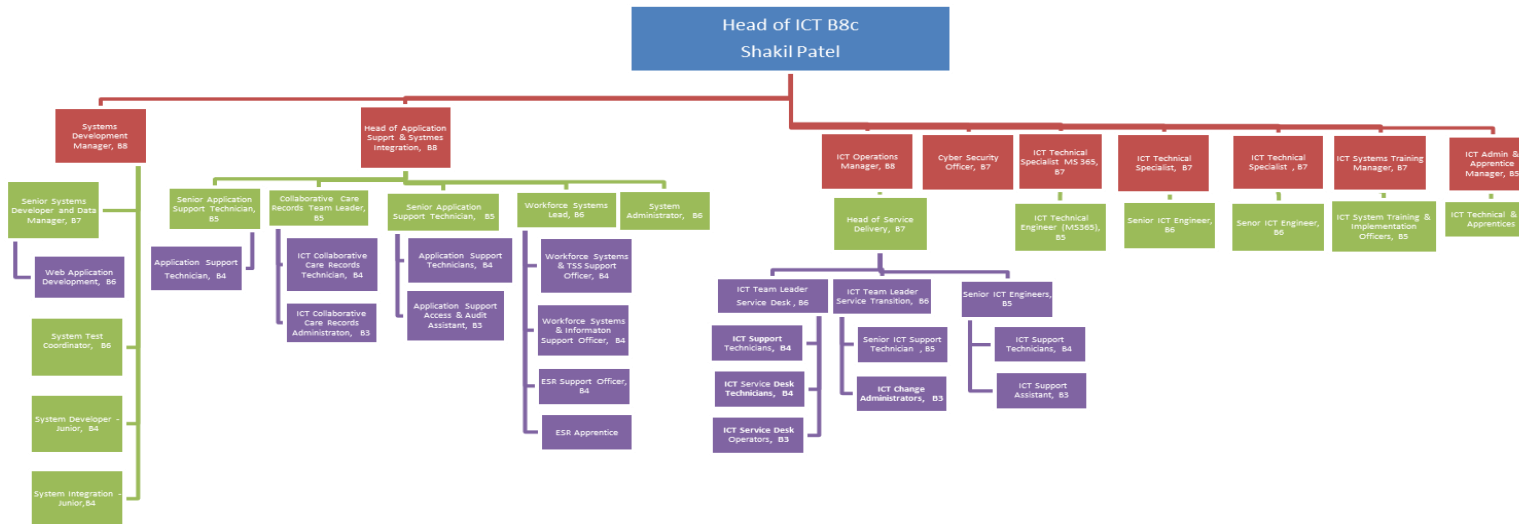 Head of ICT B8c
Shakil Patel
Systems
Development
Manager, B8
Head of Application
Supprt & Systmes
Integration, B8
ICT Operations
Manager, B8
Cyber Security
Officer, B7
ICT Technical
Specialist MS 365,
B7
ICT Technical
Specialist, B7
ICT Technical
Specialist , B7
ICT Systems Training
Manager, B7
ICT Admin &
Apprentice
Manager, B5
Senior Systems
Developer and Data
Manager, B7
Senior Application
Support Technician,
B5
Collaborative Care
Records Team Leader,
B5
Senior Application
Support Technician, B5
Workforce Systems
Lead, B6
System
Administrator, B6
Head of Service
Delivery, B7
ICT Technical
Engineer (MS365),
B5
Senior ICT Engineer,
B6
Senor ICT Engineer,
B6
ICT System Training &
Implementation
Officers, B5
ICT Technical &
Apprentices
Web Application
Development, B6
Application Support
Technician, B4
ICT Collaborative
Care Records
Technician, B4
Application Support
Technicians, B4
Workforce Systems
& TSS Support
Officer, B4
ICT Team Leader
Service Desk , B6
ICT Team Leader
Service Transition, B6
Senior ICT Engineers,
B5
System Test
Coordinator, B6
ICT Collaborative
Care Records
Administraton, B3
Application Support
Access & Audit
Assistant, B3
Workforce Systems
& Informaton
Support Officer, B4
ICT Support
Technicians, B4
Senior ICT Support
Technician , B5
ICT Support
Technicians, B4
ESR Support Officer,
B4
ICT Service Desk
Technicians, B4
ICT Change
Administrators, B3
ICT Support
Assistant, B3
System Developer -
Junior, B4
ESR Apprentice
ICT Service Desk
Operators, B3
System Integration -
Junior,B4